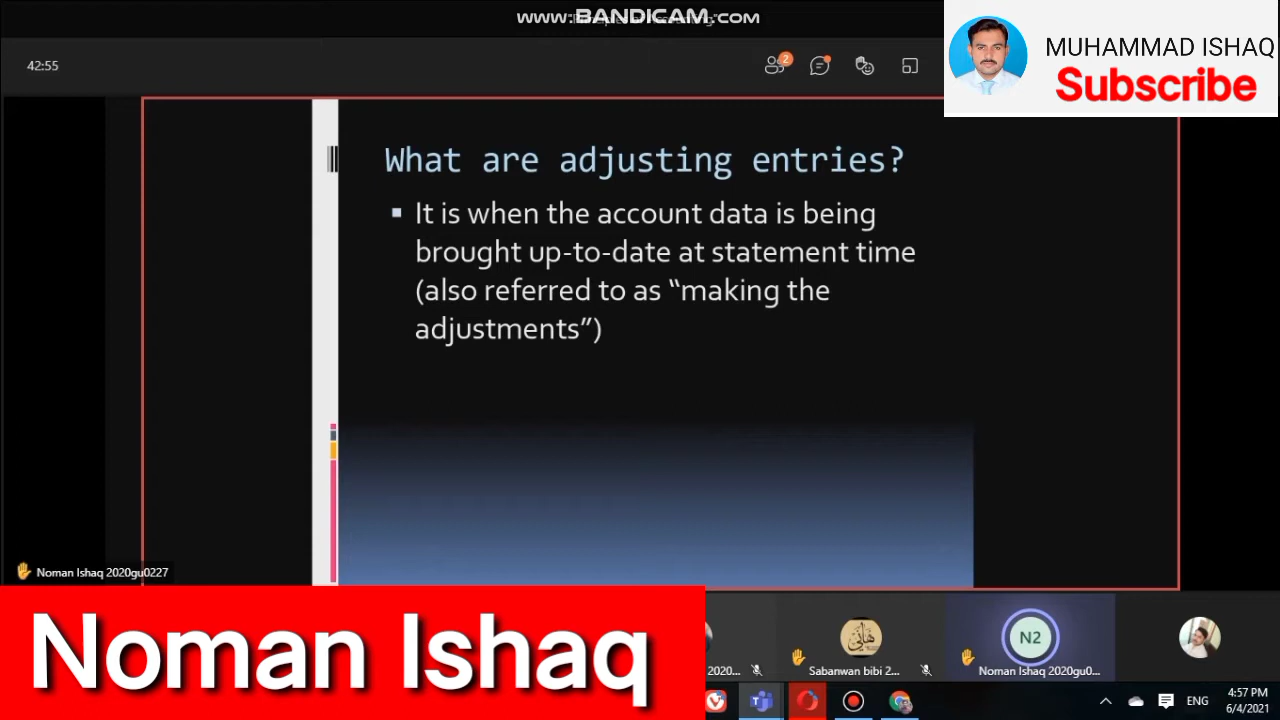 WWW.BANDICAM.COM
42:55
2
MUHAMMAD ISHAQ
Subscribe
What are adjusting entries?
It is when the account data is being
brought up-to-date at statement time
(also referred to as “making the
adjustments”)
Noman Ishaq 2020gu0227
Noman Ishaq
2020...
Sabanwan bibi 2...
N2
Noman Ishaq 2020gu0...
ENG
4:57 PM
6/4/2021